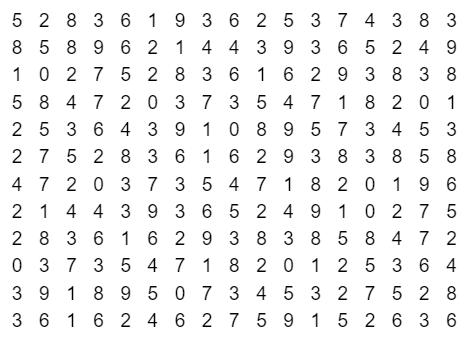 5 2 8 3 6 1 9 3 6 2 5 3 7 4 3 8 3
8 5 8 9 6 2 1 4 4 3 9 3 6 5 2 4 9
1 0 2 7 5 2 8 3 6 1 6 2 9 3 8 3 8
5 8 4 7 2 0 3 7 3 5 4 7 1 8 2 0 1
2 5 3 6 4 3 9 1 0 8 9 5 7 3 4 5 3
2 7 5 2 8 3 6 1 6 2 9 3 8 3 8 5 8
4 7 2 0 3 7 3 5 4 7 1 8 2 0 1 9 6
2 1 4 4 3 9 3 6 5 2 4 9 1 0 2 7 5
2 8 3 6 1 6 2 9 3 8 3 8 5 8 4 7 2
0 3 7 3 5 4 7 1 8 2 0 1 2 5 3 6 4
3 9 1 8 9 5 0 7 3 4 5 3 2 7 5 2 8
3 6 1 6 2 4 6 2 7 5 9 1 5 2 6 3 6